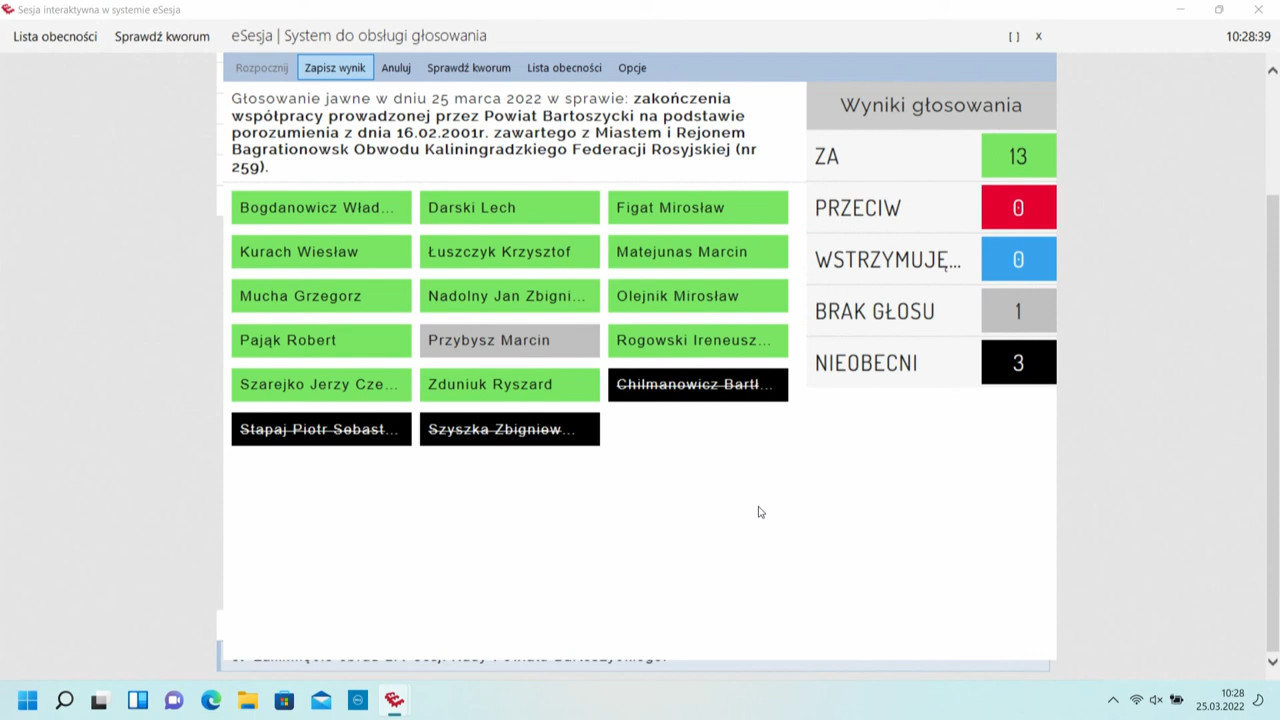 Sesja interaktywna w systemie eSesja
Lista obecności Sprawdź kworum eSesja | System do obsługi głosowania [ ] x 10:28:39
Rozpocznij Zapisz wynik Anuluj Sprawdź kworum Lista obecności Opcje
Głosowanie jawne w dniu 25 marca 2022 w sprawie: zakończenia
współpracy prowadzonej przez Powiat Bartoszycki na podstawie
porozumienia z dnia 16.02.2001r. zawartego z Miastem i Rejonem
Bagrationowsk Obwodu Kaliningradzkiego Federacji Rosyjskiej (nr
259).
Bogdanowicz Wład... Darski Lech Figat Mirosław
Kurach Wiesław Łuszczyk Krzysztof Matejunas Marcin
Mucha Grzegorz Nadolny Jan Zbigni... Olejnik Mirosław
Pająk Robert Przybysz Marcin Rogowski Ireneusz...
Szarejko Jerzy Cze... Zduniuk Ryszard Chilmanowicz Bartł...
Stapaj Piotr Sebast... Szyszka Zbigniew...
Wyniki głosowania
ZA 13
PRZECIW 0
WSTRZYMUJĘ... 0
BRAK GŁOSU 1
NIEOBECNI 3
10:28
25.03.2022